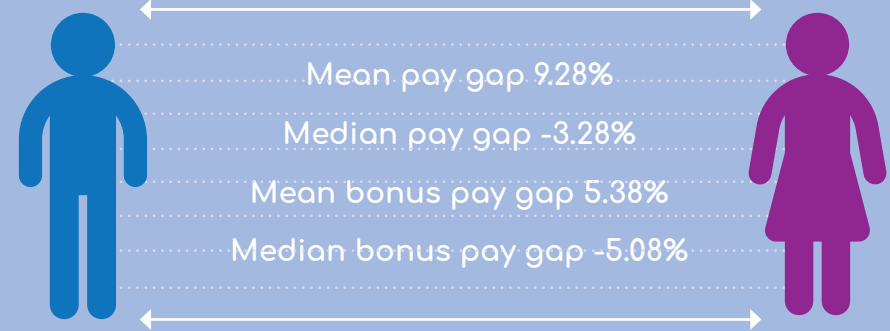 Mean pay gap 9.28%
Median pay gap -3.28%
Mean bonus pay gap 5.38%
Median bonus pay gap -5.08%